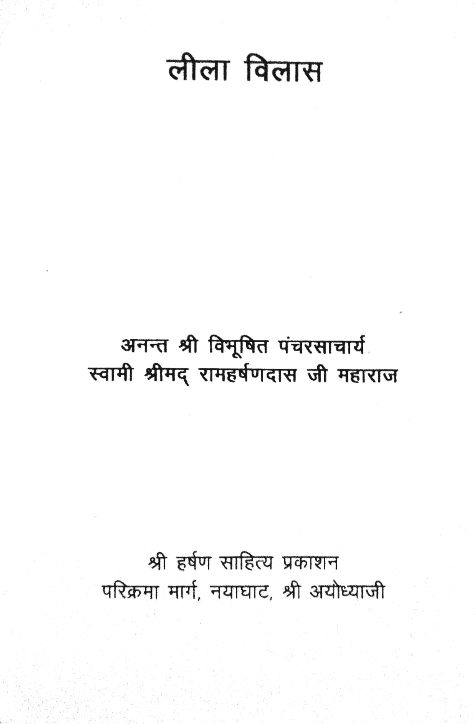 लीला विलास
अनन्त श्री विभूषित पंचरसाचार्य
स्वामी श्रीमद् रामहर्षणदास जी महाराज
श्री हर्षण साहित्य प्रकाशन
परिक्रमा मार्ग, नयाघाट, श्री अयोध्याजी